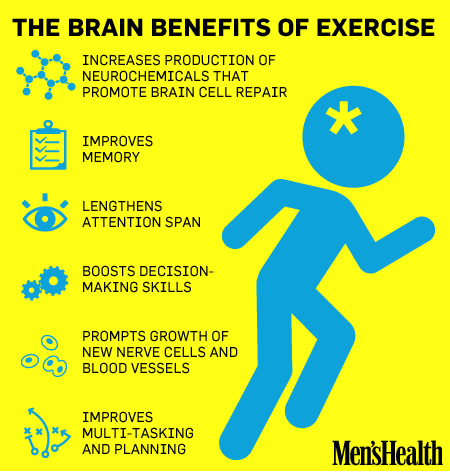 THE BRAIN BENEFITS OF EXERCISE
INCREASES PRODUCTION OF
NEUROCHEMICALS THAT
PROMOTE BRAIN CELL REPAIR
IMPROVES
MEMORY
LENGTHENS
ATTENTION SPAN
BOOSTS DECISION-
MAKING SKILLS
PROMPTS GROWTH OF
NEW NERVE CELLS AND
BLOOD VESSELS
IMPROVES
MULTI-TASKING
AND PLANNING
Men'sHealth